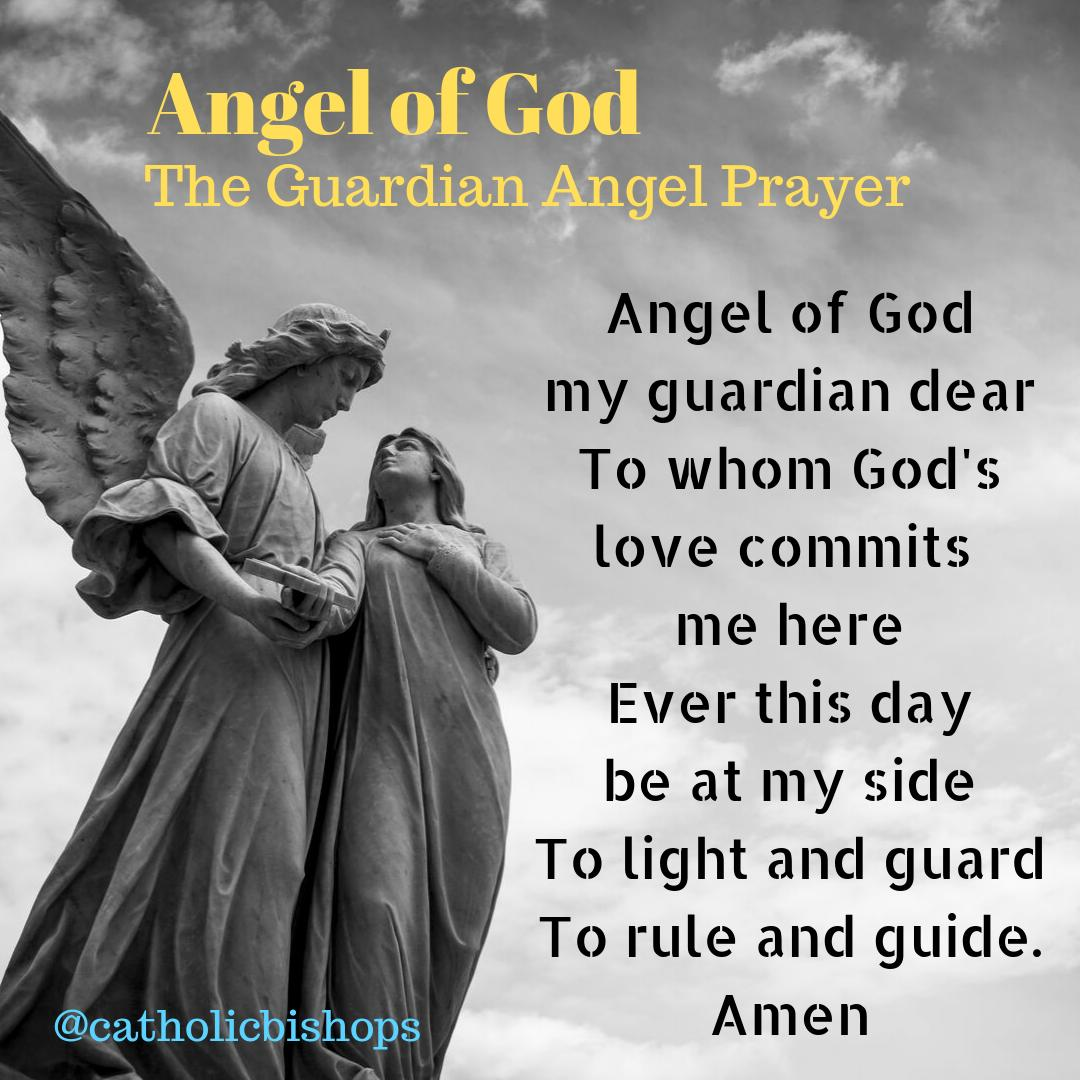 Angel of God
The Guardian Angel Prayer
Angel of God
my guardian dear
To whom God's
love commits
me here
Ever this day
be at my side
To light and guard
To rule and guide.
Amen
@catholicbishops